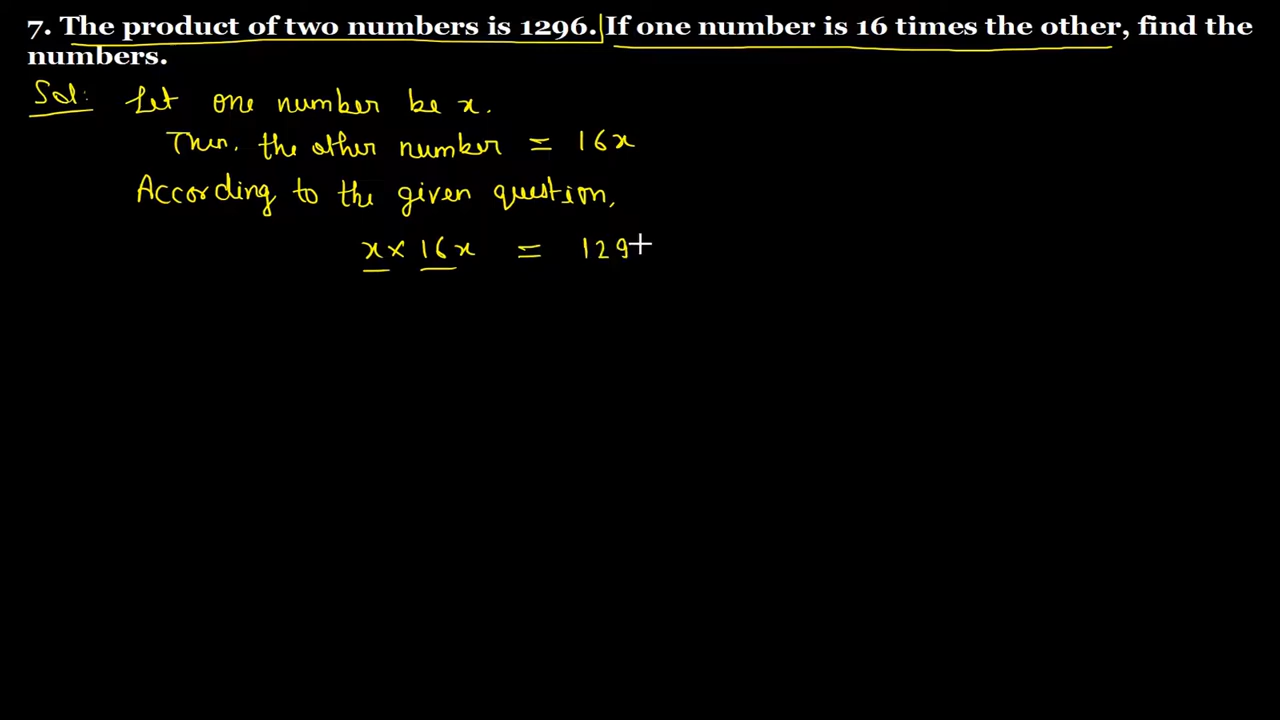 7. The product of two numbers is 1296. If one number is 16 times the other, find the
numbers.
Sol: Let one number be x.
Then, the other number = 16x
According to the given question,
x × 16x = 129